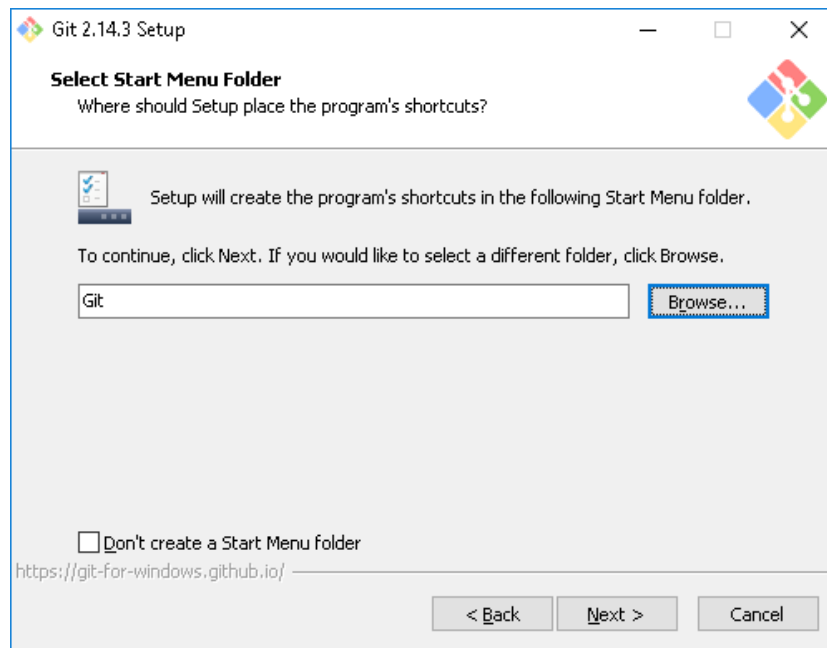 Git 2.14.3 Setup
Select Start Menu Folder
Where should Setup place the program's shortcuts?
Setup will create the program's shortcuts in the following Start Menu folder.
To continue, click Next. If you would like to select a different folder, click Browse.
Git
Browse...
Don't create a Start Menu folder
https://git-for-windows.github.io/
< Back
Next >
Cancel